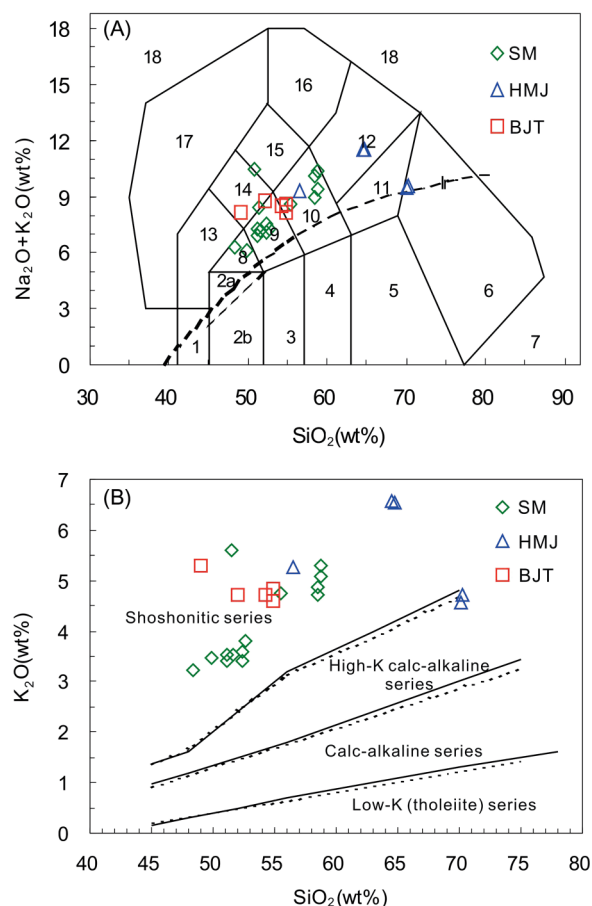 (A)
Na₂O+K₂O(wt%)
18
15
12
9
6
3
0
18
18
16
17
15
12
14
11
13
10
9
8
2a
1
2b
3
4
5
6
7
SM
HMJ
BJT
30 40 50 60 70 80 90
SiO₂(wt%)
(B)
K₂O(wt%)
7
6
5
4
3
2
1
0
SM
HMJ
BJT
Shoshonitic series
High-K calc-alkaline
series
Calc-alkaline series
Low-K (tholeiite) series
40 45 50 55 60 65 70 75 80
SiO₂(wt%)